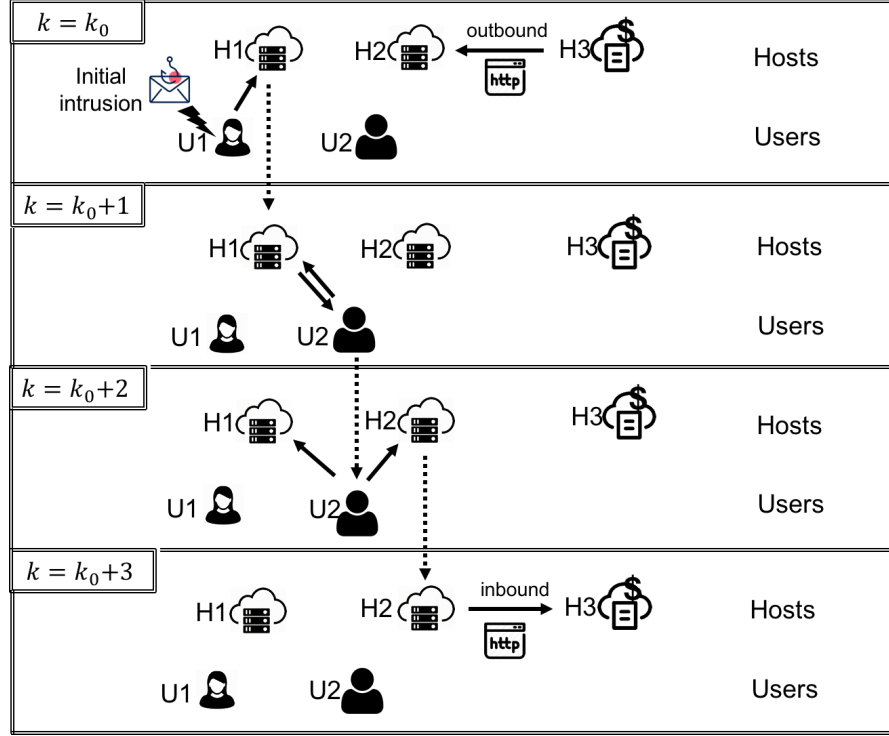 k = k₀
H1
H2
outbound
http
H3
$
Hosts
Initial
intrusion
U1
U2
Users
k = k₀+1
H1
H2
H3
$
Hosts
U1
U2
Users
k = k₀+2
H1
H2
H3
$
Hosts
U1
U2
Users
k = k₀+3
H1
H2
inbound
http
H3
$
Hosts
U1
U2
Users